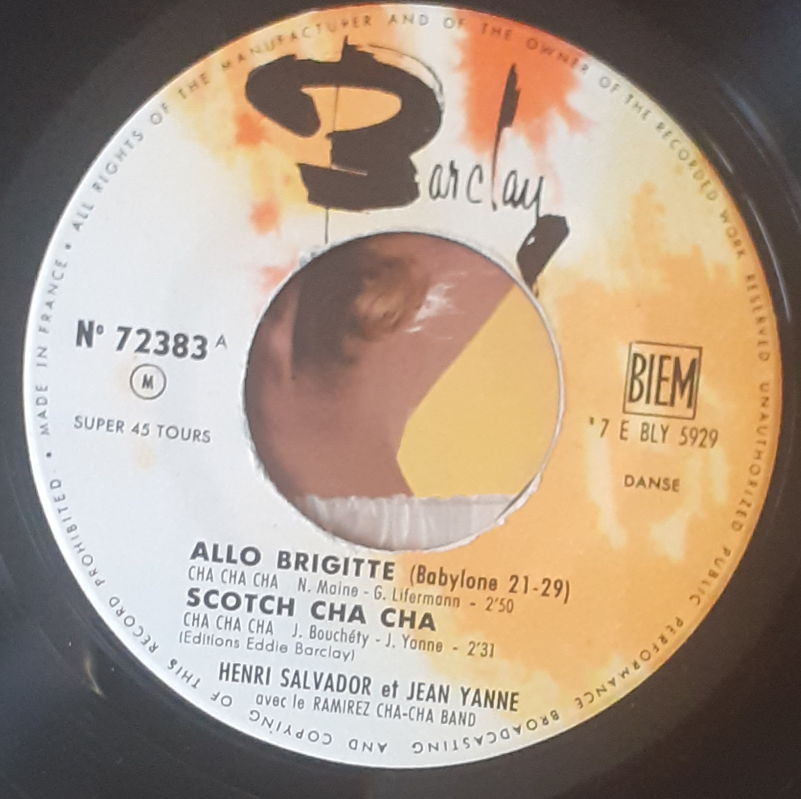 ALL RIGHTS OF THE MANUFACTURER AND OF THE OWNER OF THE RECORDED WORK RESERVED UNAUTHORIZED PUBLIC PERFORMANCE BROADCASTING AND COPYING OF THIS RECORD PROHIBITED • MADE IN FRANCE •
Barclay
Nº 72383 A
M
SUPER 45 TOURS
BIEM
*7 E BLY 5929
DANSE
ALLO BRIGITTE (Babylone 21-29)
CHA CHA CHA N. Maine - G. Lifermann - 2'50
SCOTCH CHA CHA
CHA CHA CHA J. Bouchéty - J. Yanne - 2'31
(Editions Eddie Barclay)
HENRI SALVADOR et JEAN YANNE
avec le RAMIREZ CHA-CHA BAND